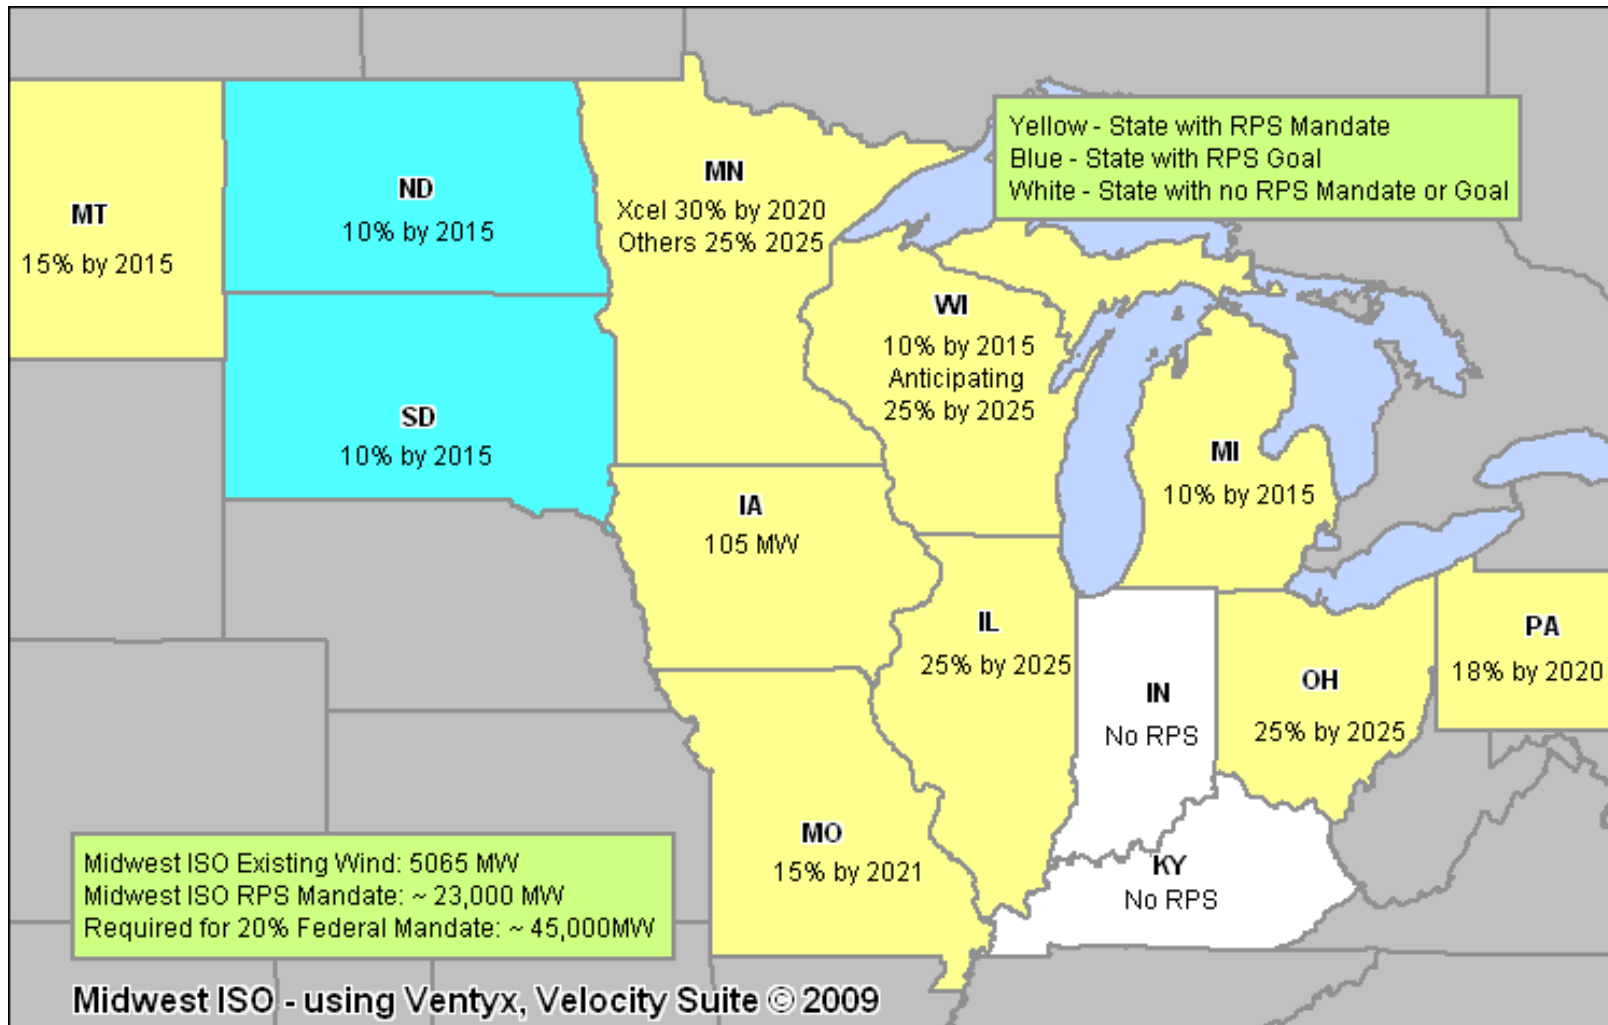 Yellow - State with RPS Mandate
Blue - State with RPS Goal
White - State with no RPS Mandate or Goal
MT
15% by 2015
ND
10% by 2015
MN
Xcel 30% by 2020
Others 25% 2025
SD
10% by 2015
WI
10% by 2015
Anticipating
25% by 2025
MI
10% by 2015
IA
105 MW
IL
25% by 2025
IN
No RPS
OH
25% by 2025
PA
18% by 2020
MO
15% by 2021
KY
No RPS
Midwest ISO Existing Wind: 5065 MW
Midwest ISO RPS Mandate: ~ 23,000 MW
Required for 20% Federal Mandate: ~ 45,000MW
Midwest ISO - using Ventyx, Velocity Suite © 2009